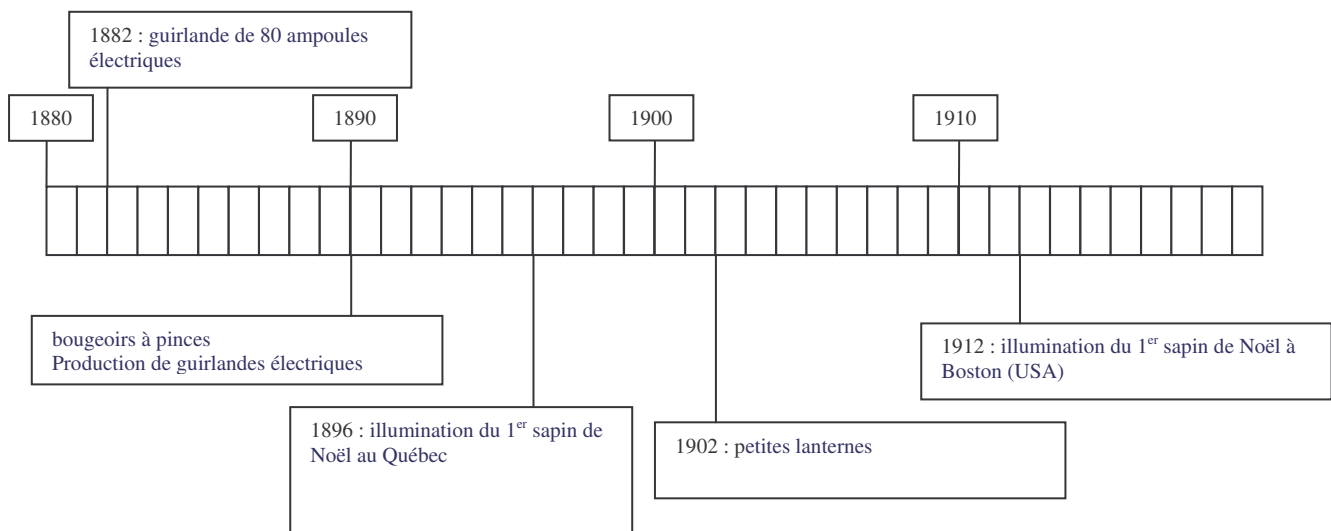 1882 : guirlande de 80 ampoules
électriques
1880
1890
1900
1910
bougeoirs à pinces
Production de guirlandes électriques
1912 : illumination du 1er sapin de Noël à
Boston (USA)
1896 : illumination du 1er sapin de
Noël au Québec
1902 : petites lanternes